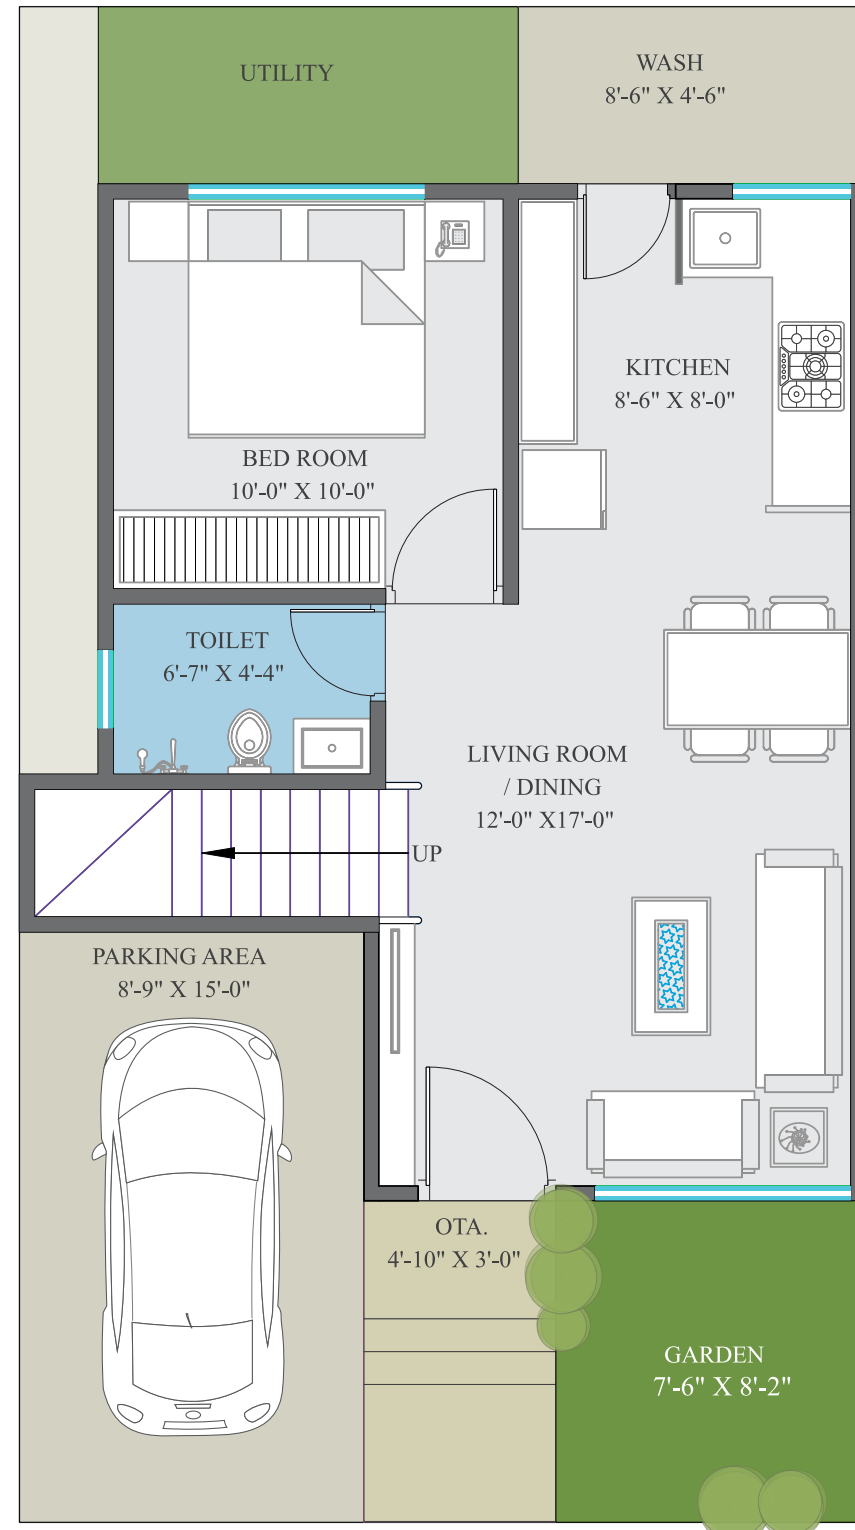 UTILITY
WASH
8'-6" X 4'-6"
KITCHEN
8'-6" X 8'-0"
BED ROOM
10'-0" X 10'-0"
TOILET
6'-7" X 4'-4"
LIVING ROOM
/ DINING
12'-0" X17'-0"
UP
PARKING AREA
8'-9" X 15'-0"
OTA.
4'-10" X 3'-0"
GARDEN
7'-6" X 8'-2"